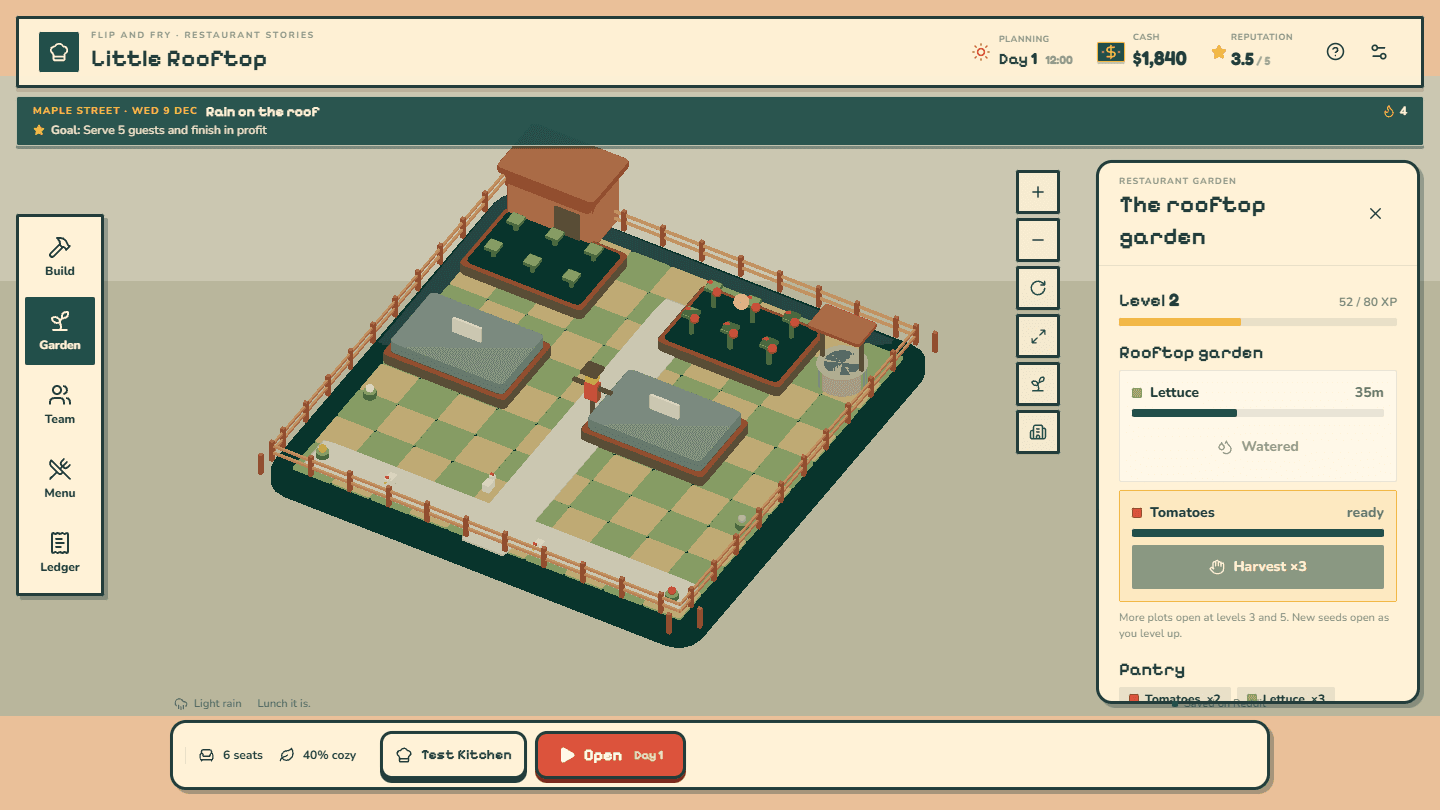 FLIP AND FRY · RESTAURANT STORIES
Little Rooftop
PLANNING
Day 1 12:00
CASH
$1,840
REPUTATION
3.5 / 5
MAPLE STREET · WED 9 DEC Rain on the roof
Goal: Serve 5 guests and finish in profit
4
Build
Garden
Team
Menu
Ledger
RESTAURANT GARDEN
The rooftop
garden
Level 2
52 / 80 XP
Rooftop garden
Lettuce
35m
Watered
Tomatoes
ready
Harvest ×3
More plots open at levels 3 and 5. New seeds open as
you level up.
Pantry
Tomatoes ×2
Lettuce ×3
Light rain
Lunch it is.
6 seats
40% cozy
Test Kitchen
Open Day 1